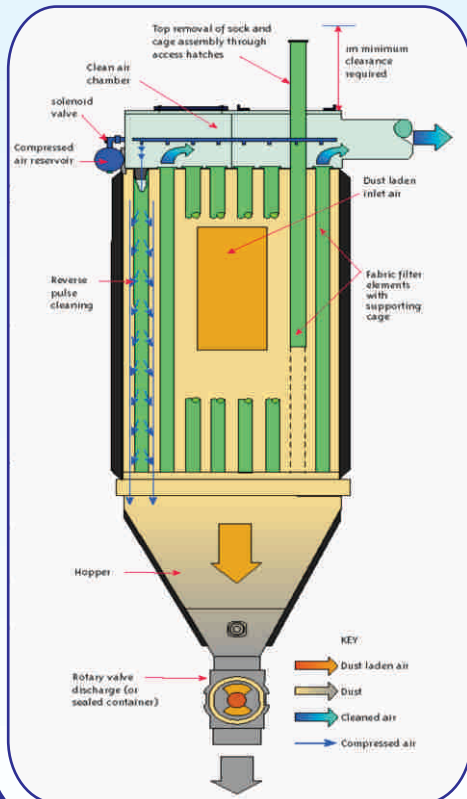 Top removal of sock and
cage assembly through
access hatches
m minimum
clearance
required
Clean air
chamber
solenoid
valve
Compressed
air reservoir
Dust laden
inlet air
Reverse
pulse
cleaning
Fabric filter
elements
with
supporting
cage
Hopper
Rotary valve
discharge (or
sealed container)
KEY
Dust laden air
Dust
Cleaned air
Compressed air